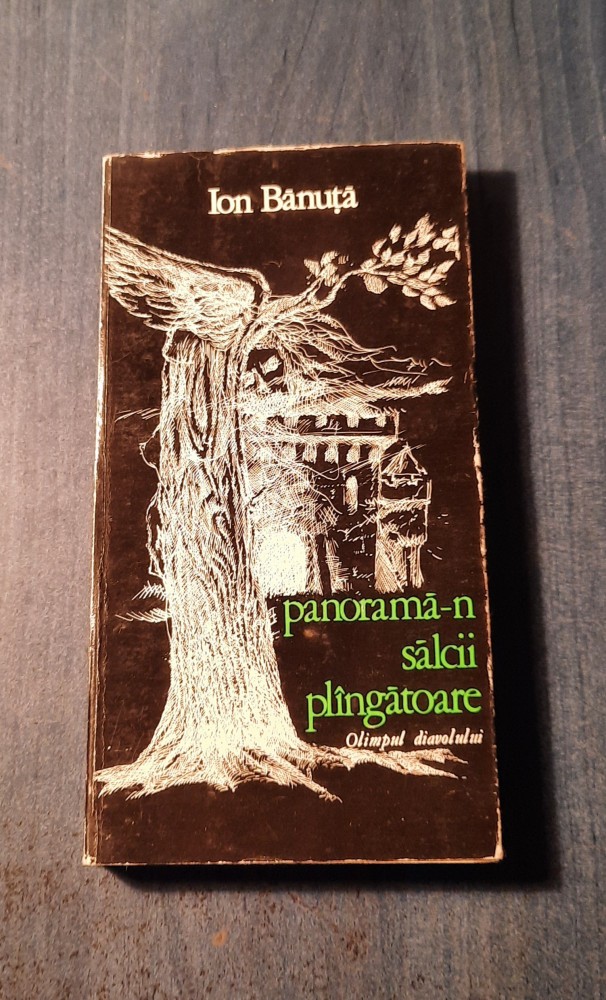 Ion Bănuță
panoramă-n
sălcii
plîngătoare
Olimpul diavolului